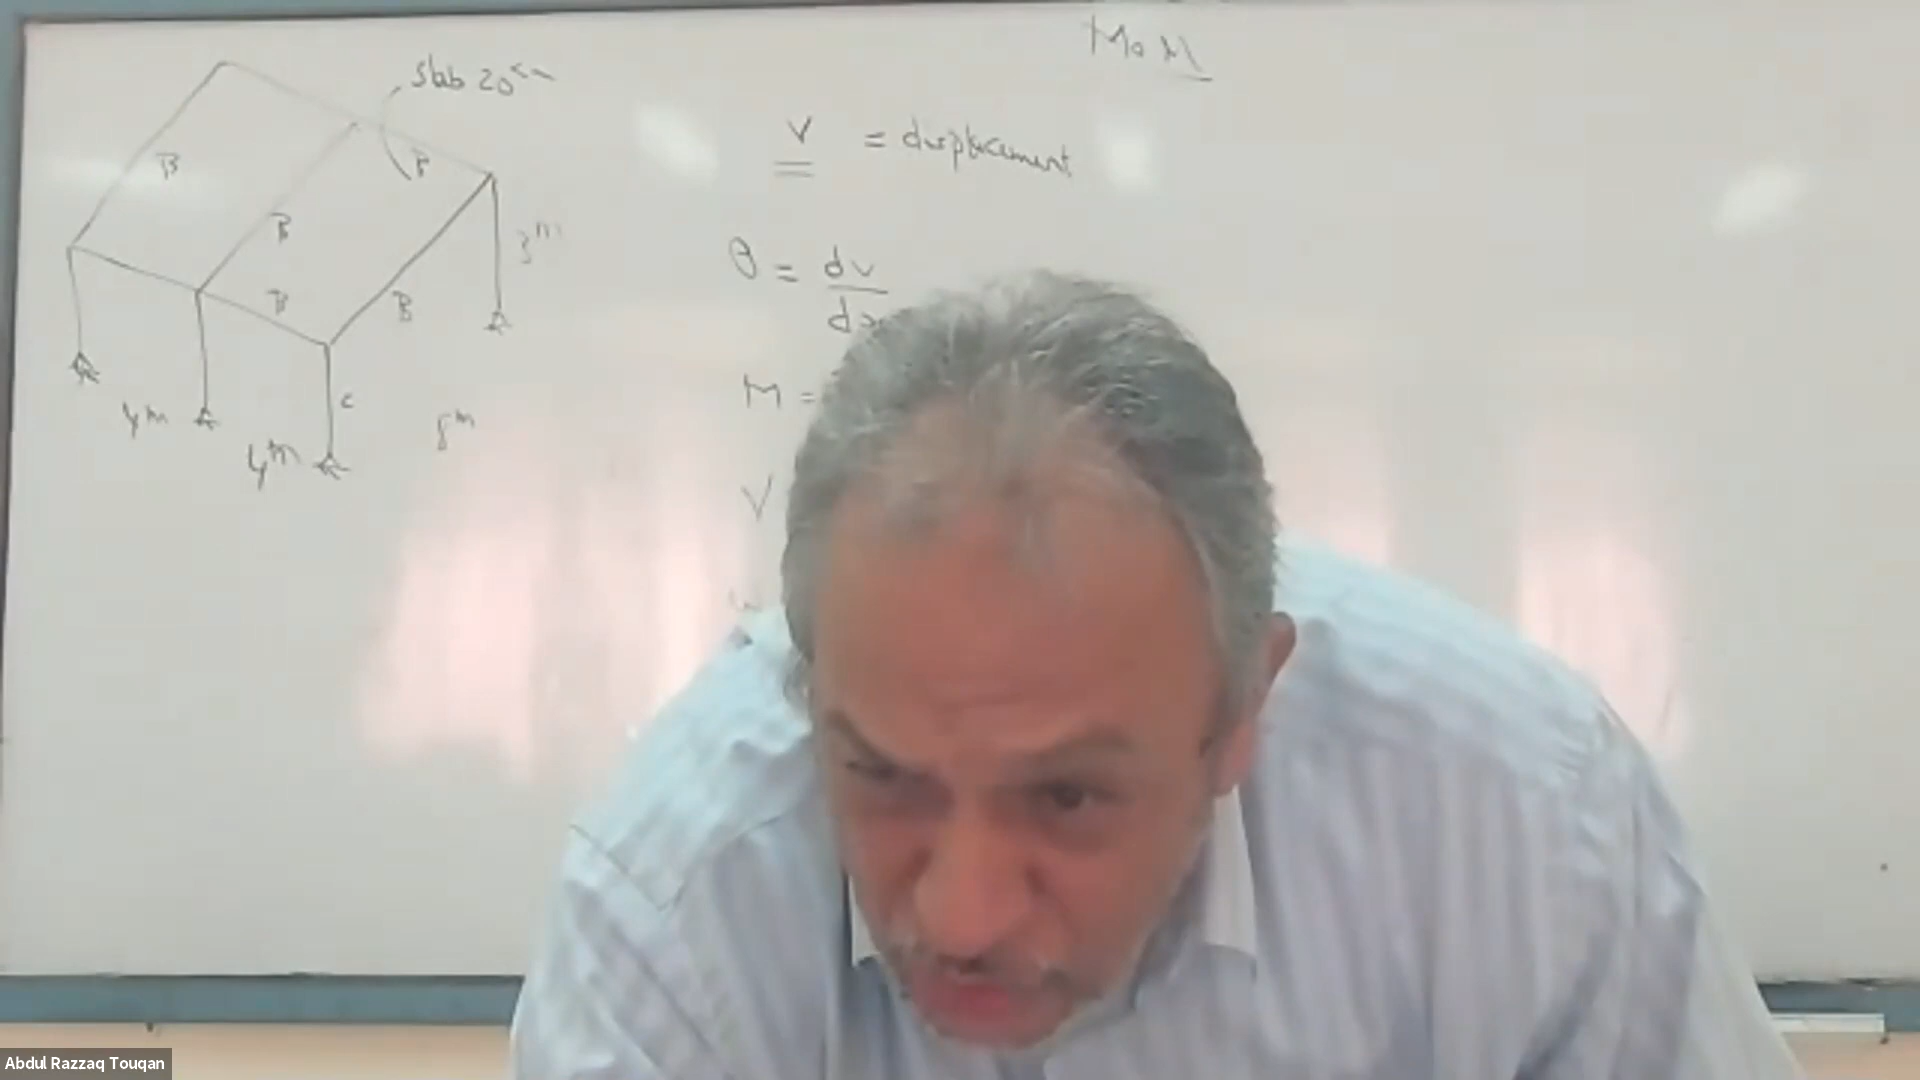 MoM
slab 20cm
v = displacement
B
B
B
θ = dv
dx
3m
B
B
M =
c
4m
8m
4m
V
w
Abdul Razzaq Touqan